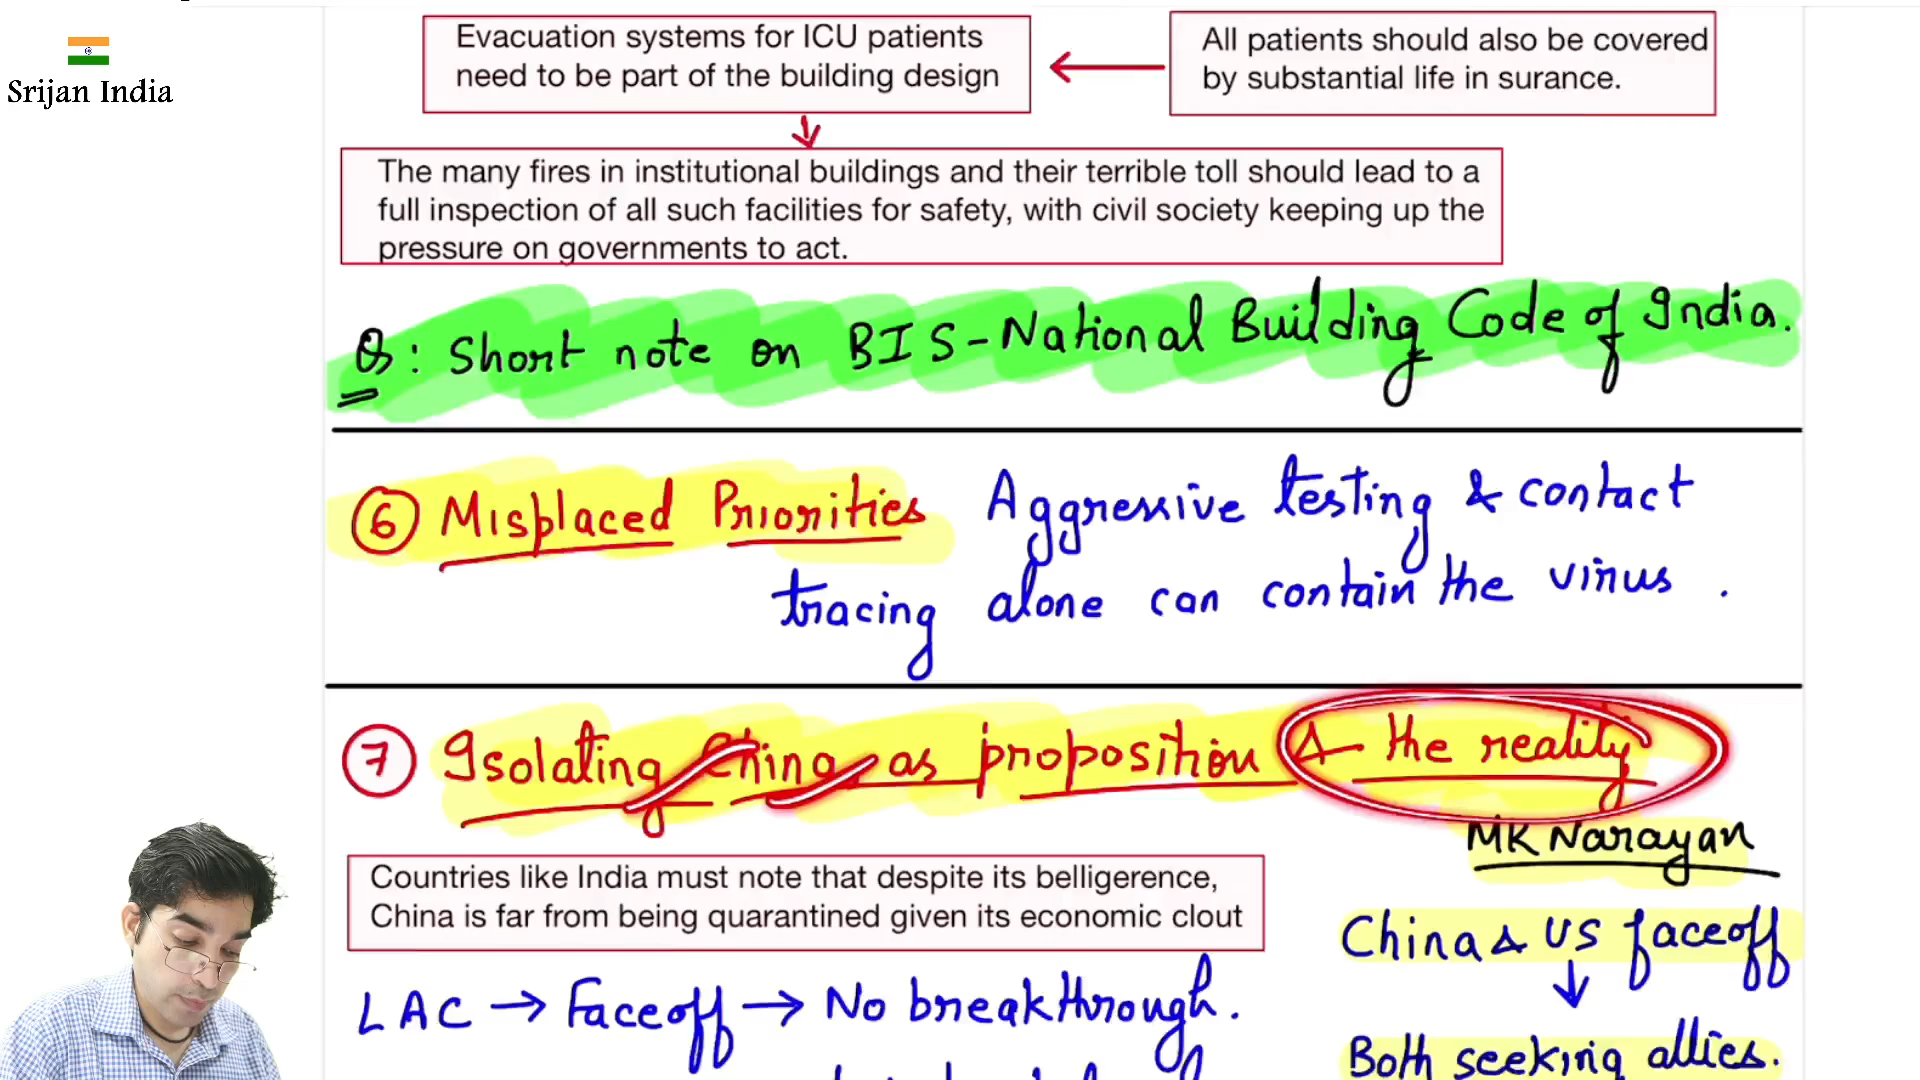 Srijan India
Evacuation systems for ICU patients
need to be part of the building design
All patients should also be covered
by substantial life in surance.
The many fires in institutional buildings and their terrible toll should lead to a
full inspection of all such facilities for safety, with civil society keeping up the
pressure on governments to act.
Q: Short note on BIS-National Building Code of India.
6 Misplaced Priorities Aggressive testing & contact
tracing alone can contain the virus.
7 Isolating China as proposition & the reality
MK Narayan
Countries like India must note that despite its belligerence,
China is far from being quarantined given its economic clout
China & US faceoff
↓
Both seeking allies.
LAC → Faceoff → No breakthrough.